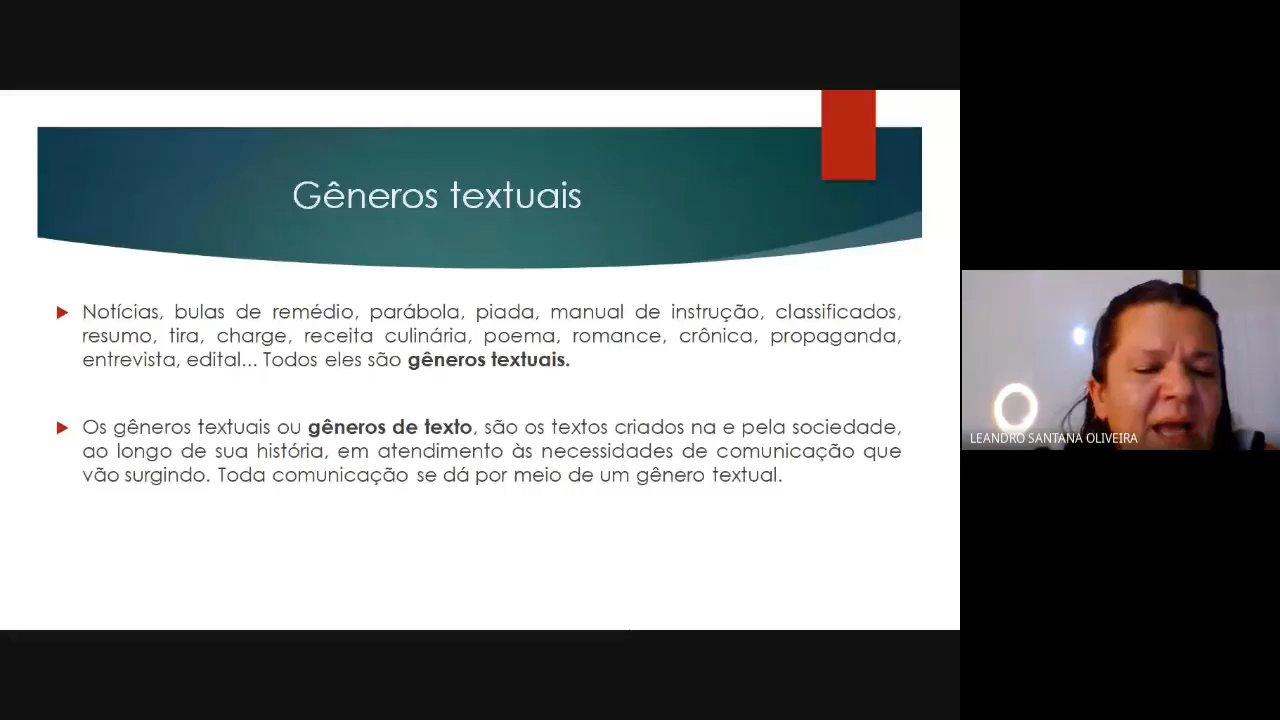 Gêneros textuais
Notícias, bulas de remédio, parábola, piada, manual de instrução, classificados,
resumo, tira, charge, receita culinária, poema, romance, crônica, propaganda,
entrevista, edital... Todos eles são gêneros textuais.
Os gêneros textuais ou gêneros de texto, são os textos criados na e pela sociedade,
ao longo de sua história, em atendimento às necessidades de comunicação que
vão surgindo. Toda comunicação se dá por meio de um gênero textual.
LEANDRO SANTANA OLIVEIRA